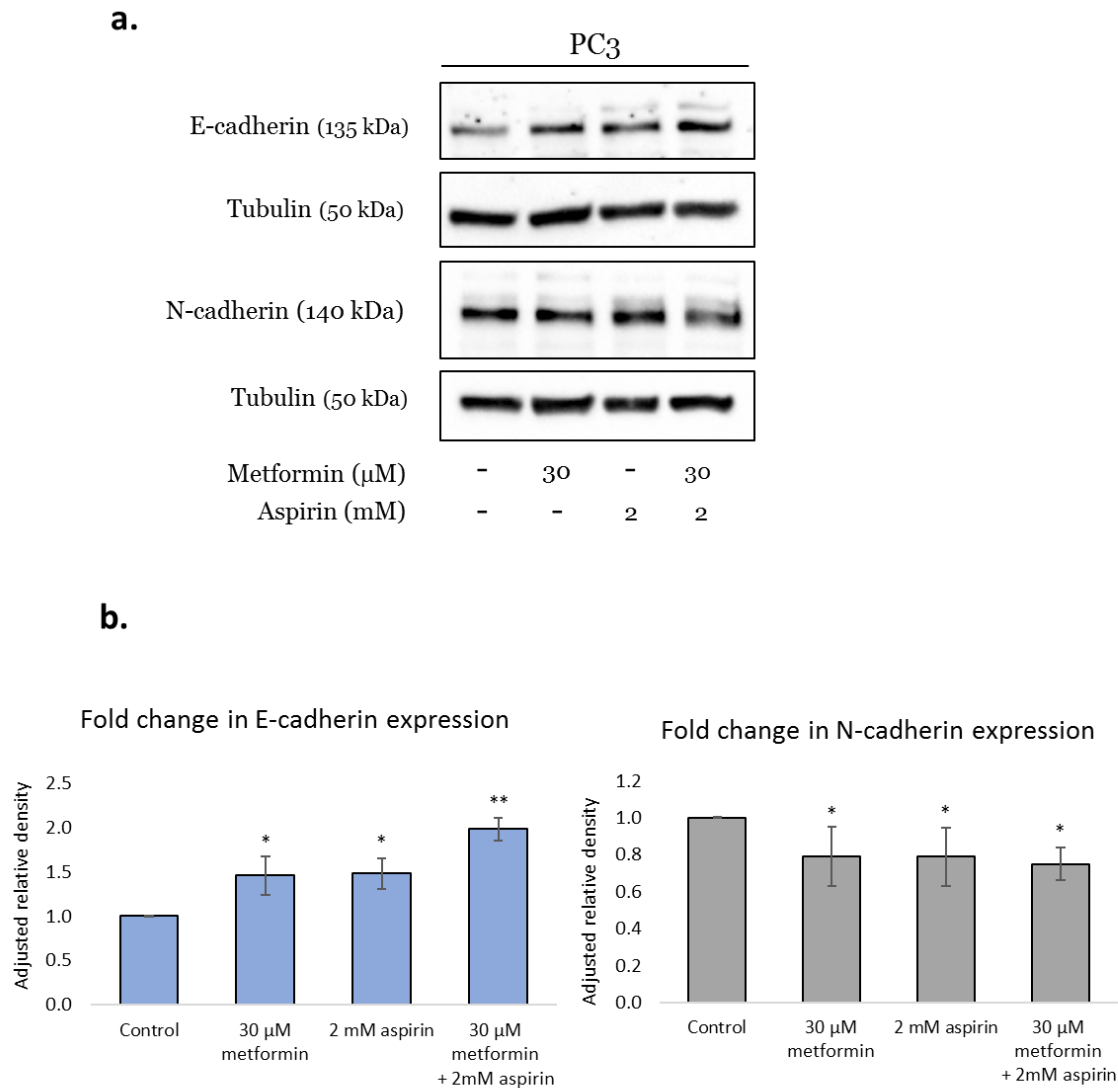 a.
PC3
E-cadherin (135 kDa)
Tubulin (50 kDa)
N-cadherin (140 kDa)
Tubulin (50 kDa)
Metformin (µM) - 30 - 30
Aspirin (mM) - - 2 2
b.
Fold change in E-cadherin expression
Adjusted relative density
2.5
2.0
1.5
1.0
0.5
0.0
* * **
Control 30 µM metformin 2 mM aspirin 30 µM metformin + 2mM aspirin
Fold change in N-cadherin expression
Adjusted relative density
1.2
1.0
0.8
0.6
0.4
0.2
0.0
* * *
Control 30 µM metformin 2 mM aspirin 30 µM metformin + 2mM aspirin